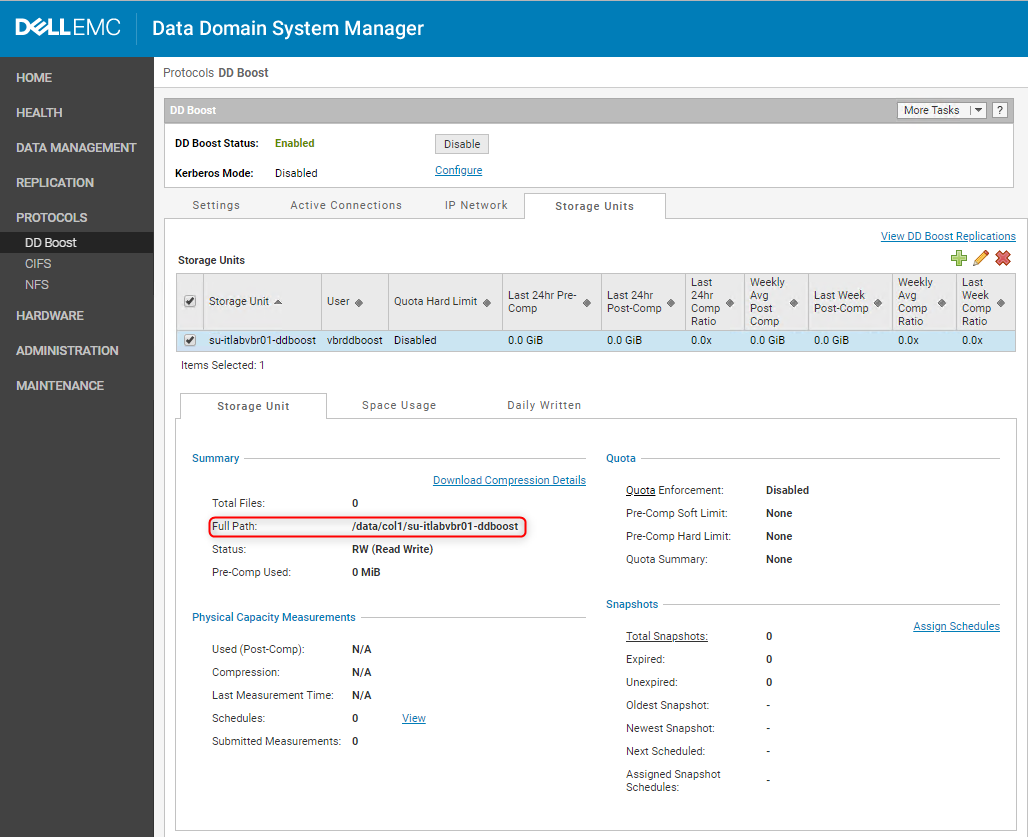 DELLEMC Data Domain System Manager
HOME
HEALTH
DATA MANAGEMENT
REPLICATION
PROTOCOLS
DD Boost
CIFS
NFS
HARDWARE
ADMINISTRATION
MAINTENANCE
Protocols DD Boost
DD Boost More Tasks ?
DD Boost Status: Enabled Disable
Kerberos Mode: Disabled Configure
Settings Active Connections IP Network Storage Units
View DD Boost Replications
Storage Units
Storage Unit User Quota Hard Limit Last 24hr Pre-Comp Last 24hr Post-Comp Last 24hr Comp Ratio Weekly Avg Post Comp Last Week Post-Comp Weekly Avg Comp Ratio Last Week Comp Ratio
su-itlabvbr01-ddboost vbrddboost Disabled 0.0 GiB 0.0 GiB 0.0x 0.0 GiB 0.0 GiB 0.0x 0.0x
Items Selected: 1
Storage Unit Space Usage Daily Written
Summary
Download Compression Details
Total Files: 0
Full Path: /data/col1/su-itlabvbr01-ddboost
Status: RW (Read Write)
Pre-Comp Used: 0 MiB
Physical Capacity Measurements
Used (Post-Comp): N/A
Compression: N/A
Last Measurement Time: N/A
Schedules: 0 View
Submitted Measurements: 0
Quota
Quota Enforcement: Disabled
Pre-Comp Soft Limit: None
Pre-Comp Hard Limit: None
Quota Summary: None
Snapshots
Assign Schedules
Total Snapshots: 0
Expired: 0
Unexpired: 0
Oldest Snapshot: -
Newest Snapshot: -
Next Scheduled: -
Assigned Snapshot Schedules: -